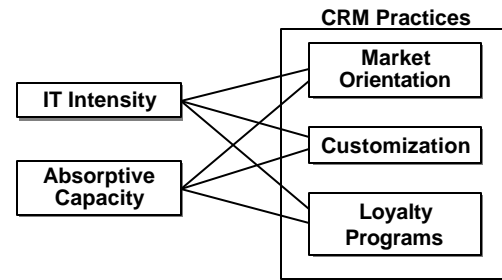 CRM Practices
Market
Orientation
IT Intensity
Customization
Absorptive
Capacity
Loyalty
Programs